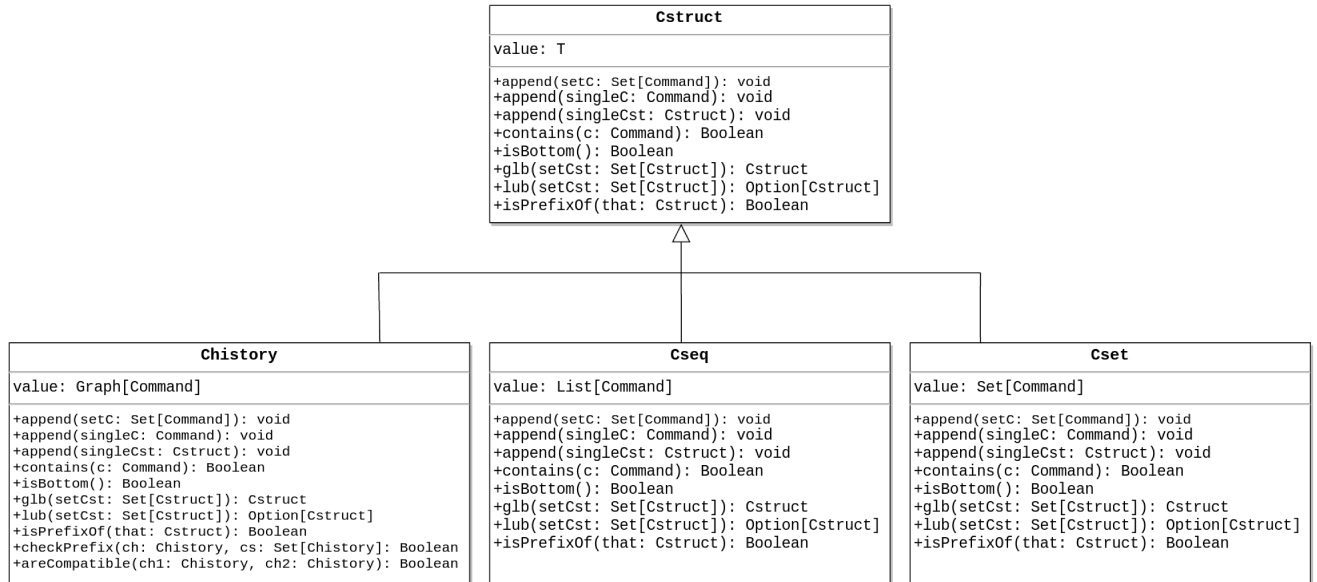 Cstruct
value: T
+append(setC: Set[Command]): void
+append(singleC: Command): void
+append(singleCst: Cstruct): void
+contains(c: Command): Boolean
+isBottom(): Boolean
+glb(setCst: Set[Cstruct]): Cstruct
+lub(setCst: Set[Cstruct]): Option[Cstruct]
+isPrefixOf(that: Cstruct): Boolean
Chistory
value: Graph[Command]
+append(setC: Set[Command]): void
+append(singleC: Command): void
+append(singleCst: Cstruct): void
+contains(c: Command): Boolean
+isBottom(): Boolean
+glb(setCst: Set[Cstruct]): Cstruct
+lub(setCst: Set[Cstruct]): Option[Cstruct]
+isPrefixOf(that: Cstruct): Boolean
+checkPrefix(ch: Chistory, cs: Set[Chistory]: Boolean
+areCompatible(ch1: Chistory, ch2: Chistory): Boolean
Cseq
value: List[Command]
+append(setC: Set[Command]): void
+append(singleC: Command): void
+append(singleCst: Cstruct): void
+contains(c: Command): Boolean
+isBottom(): Boolean
+glb(setCst: Set[Cstruct]): Cstruct
+lub(setCst: Set[Cstruct]): Option[Cstruct]
+isPrefixOf(that: Cstruct): Boolean
Cset
value: Set[Command]
+append(setC: Set[Command]): void
+append(singleC: Command): void
+append(singleCst: Cstruct): void
+contains(c: Command): Boolean
+isBottom(): Boolean
+glb(setCst: Set[Cstruct]): Cstruct
+lub(setCst: Set[Cstruct]): Option[Cstruct]
+isPrefixOf(that: Cstruct): Boolean